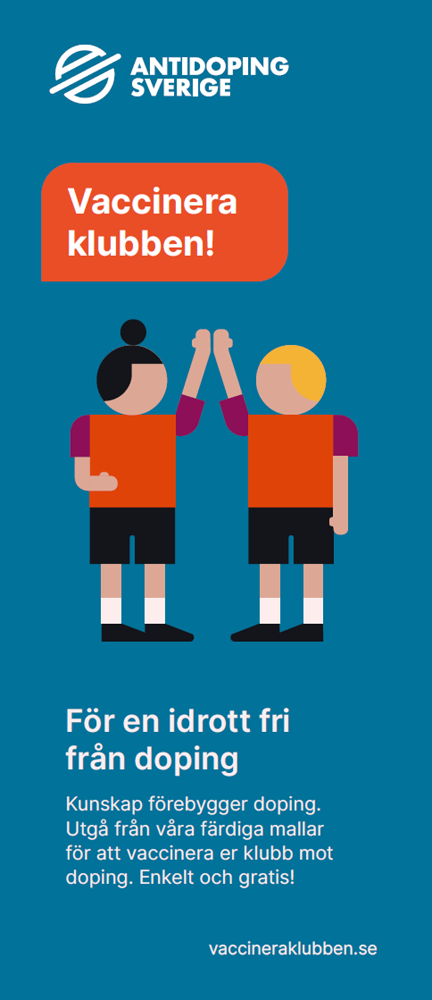 ANTIDOPING
SVERIGE
Vaccinera
klubben!
För en idrott fri
från doping
Kunskap förebygger doping.
Utgå från våra färdiga mallar
för att vaccinera er klubb mot
doping. Enkelt och gratis!
vaccineraklubben.se